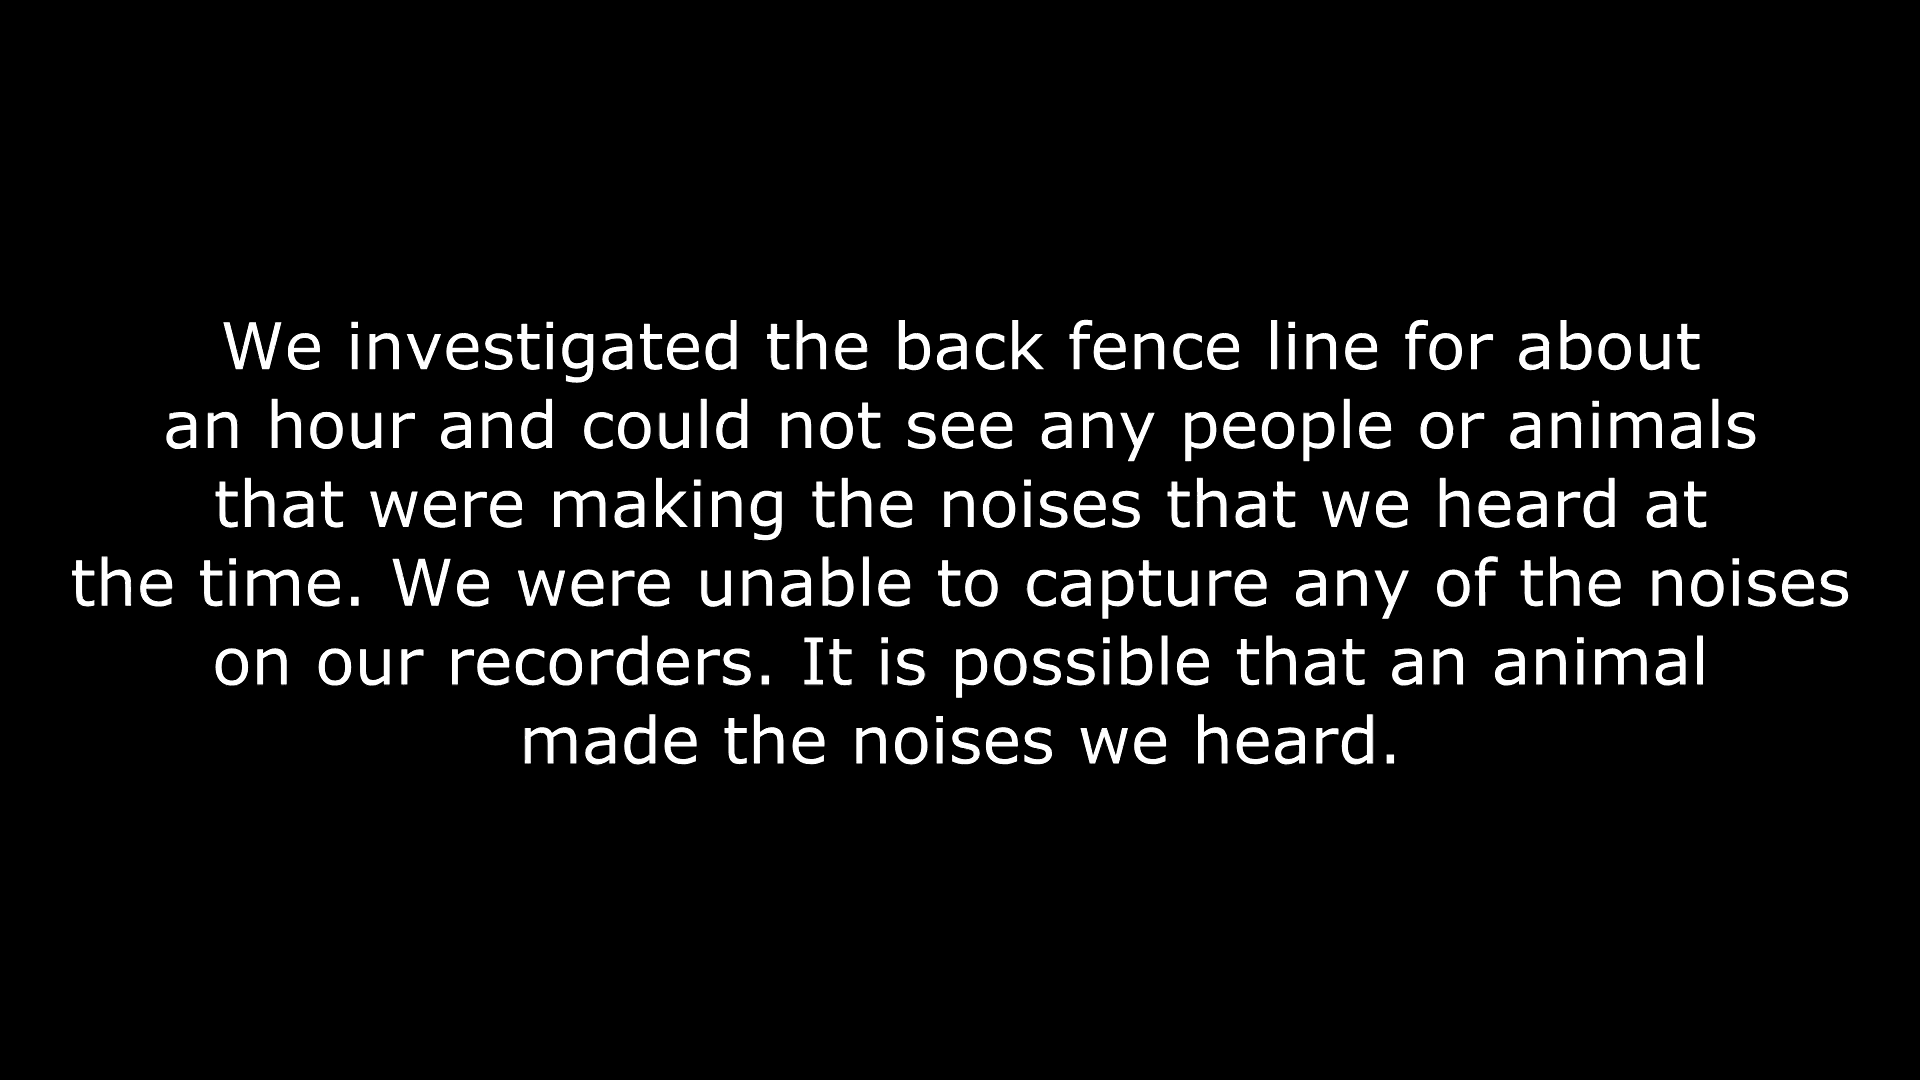 We investigated the back fence line for about
an hour and could not see any people or animals
that were making the noises that we heard at
the time. We were unable to capture any of the noises
on our recorders. It is possible that an animal
made the noises we heard.